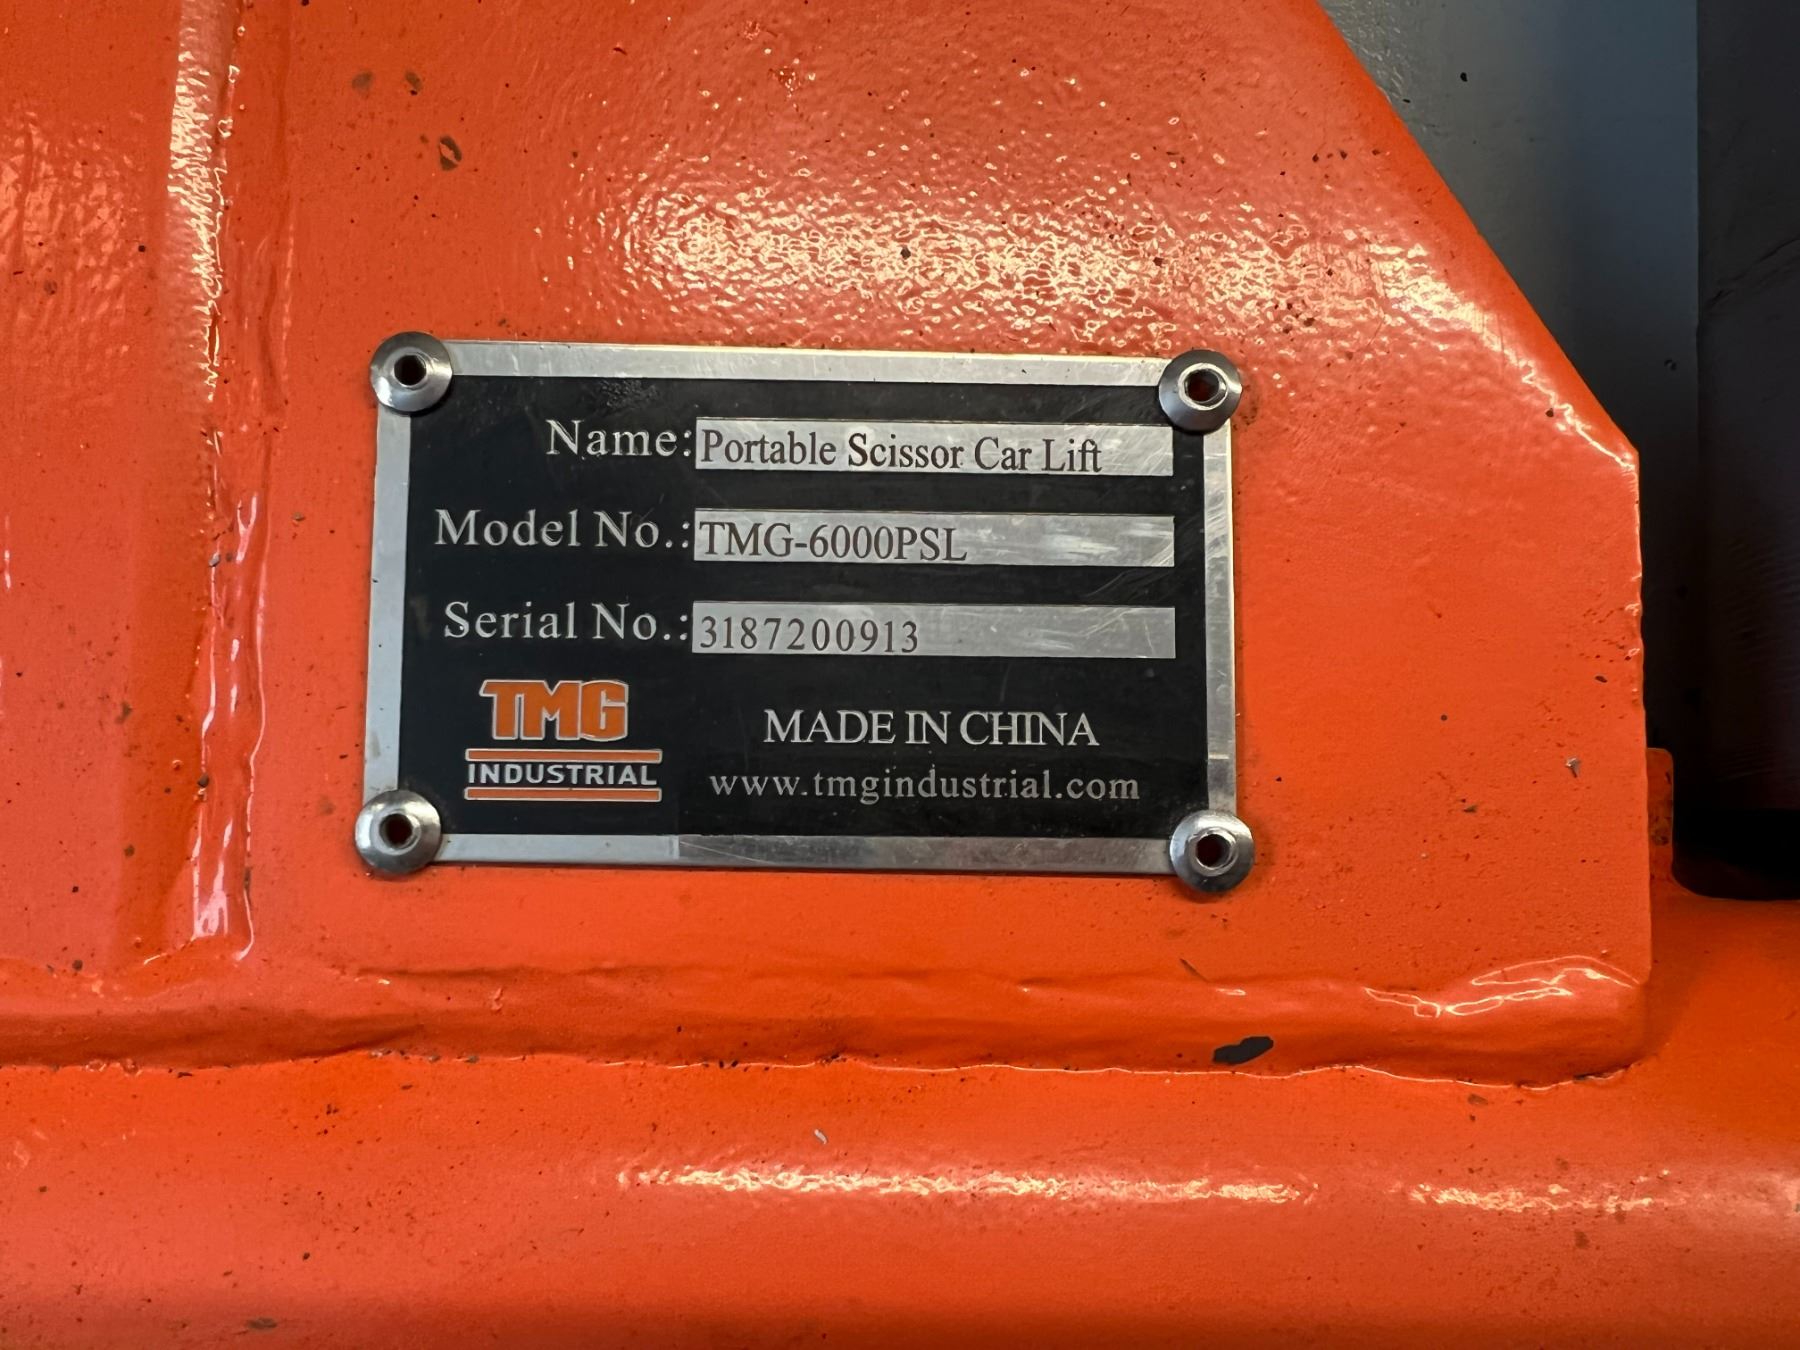 Name: Portable Scissor Car Lift
Model No.: TMG-6000PSL
Serial No.: 3187200913
TMG
INDUSTRIAL
MADE IN CHINA
www.tmgindustrial.com